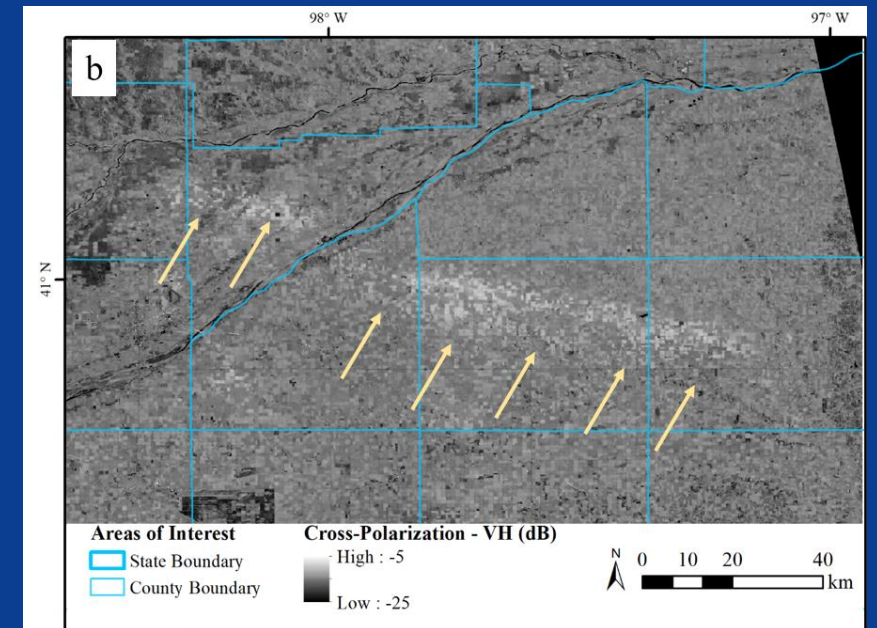 98° W
97° W
b
41° N
Areas of Interest
State Boundary
County Boundary
Cross-Polarization - VH (dB)
High : -5
Low : -25
N
0 10 20 40
km